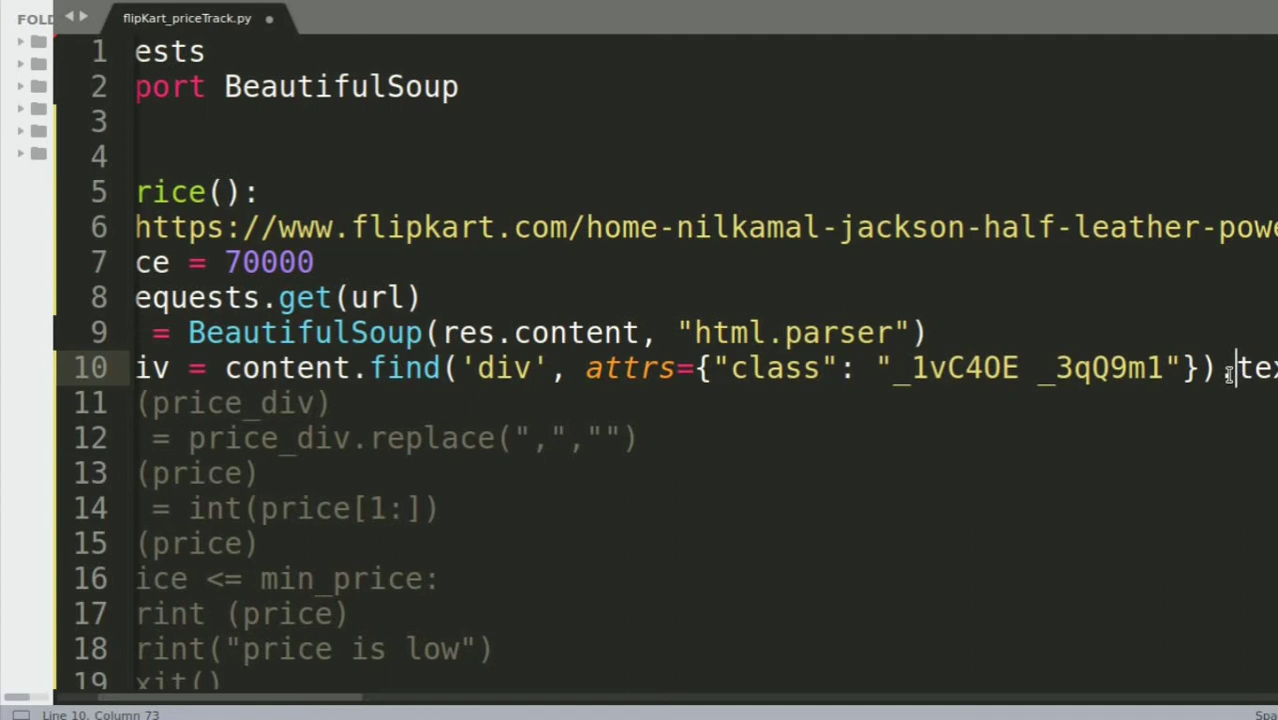 FOLD
flipKart_priceTrack.py
1 ests
2 port BeautifulSoup
3
4
5 rice():
6 https://www.flipkart.com/home-nilkamal-jackson-half-leather-powe
7 ce = 70000
8 equests.get(url)
9 = BeautifulSoup(res.content, "html.parser")
10 iv = content.find('div', attrs={"class": "_1vC4OE _3qQ9m1"}).tex
11 (price_div)
12 = price_div.replace(",","")
13 (price)
14 = int(price[1:])
15 (price)
16 ice <= min_price:
17 rint (price)
18 rint("price is low")
19 xit()
Line 10, Column 73
Spa